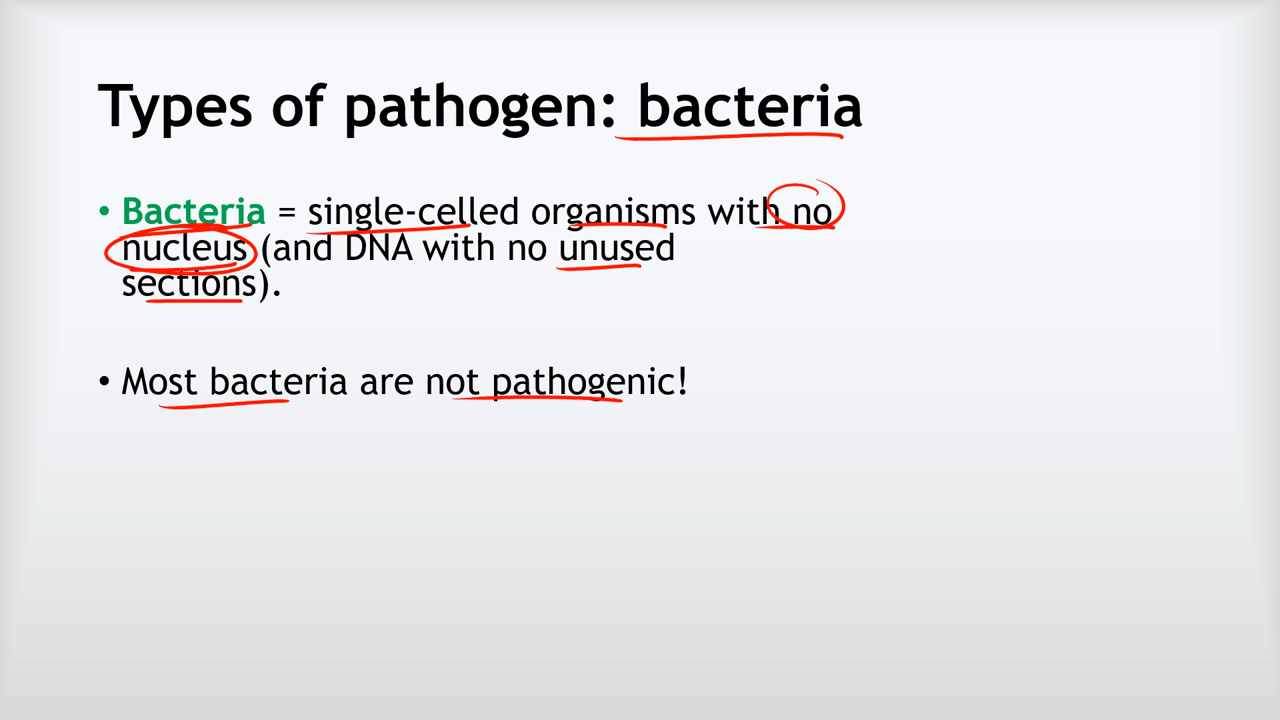 Types of pathogen: bacteria
• Bacteria = single-celled organisms with no
nucleus (and DNA with no unused
sections).
• Most bacteria are not pathogenic!